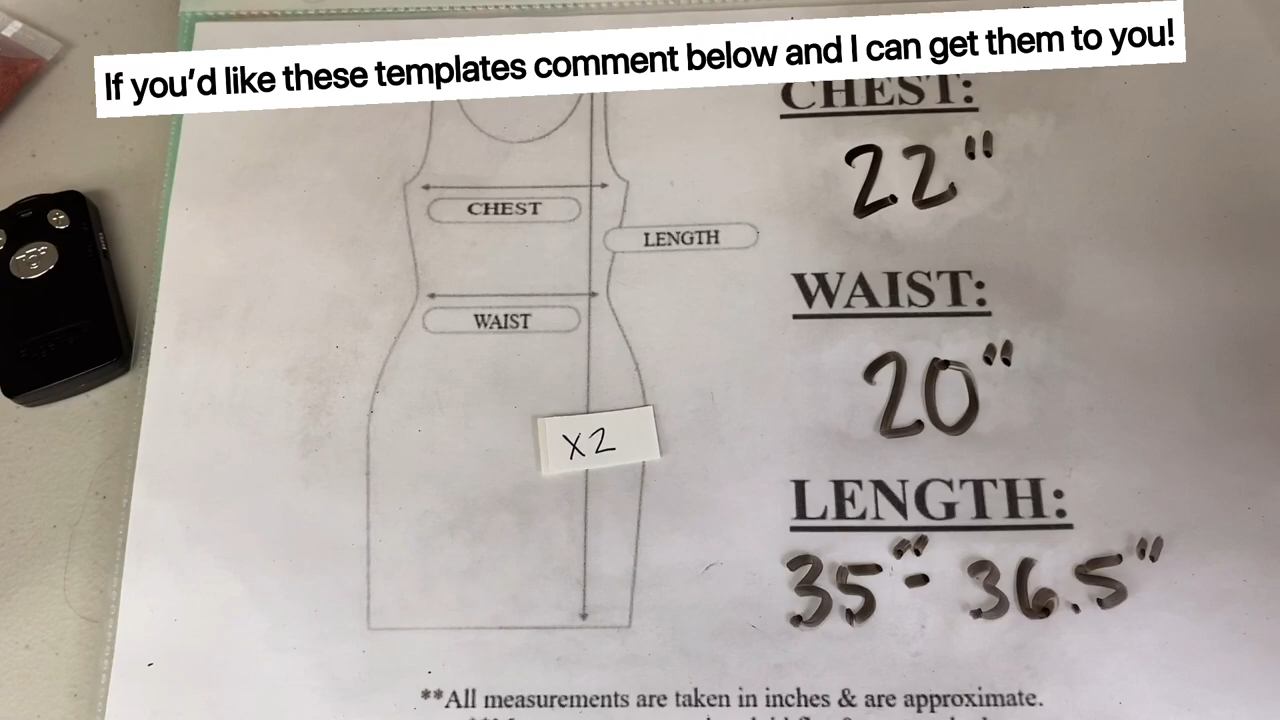 If you'd like these templates comment below and I can get them to you!
CHEST:
22"
CHEST
LENGTH
WAIST:
WAIST
20"
X2
LENGTH:
35"- 36.5"
**All measurements are taken in inches & are approximate.